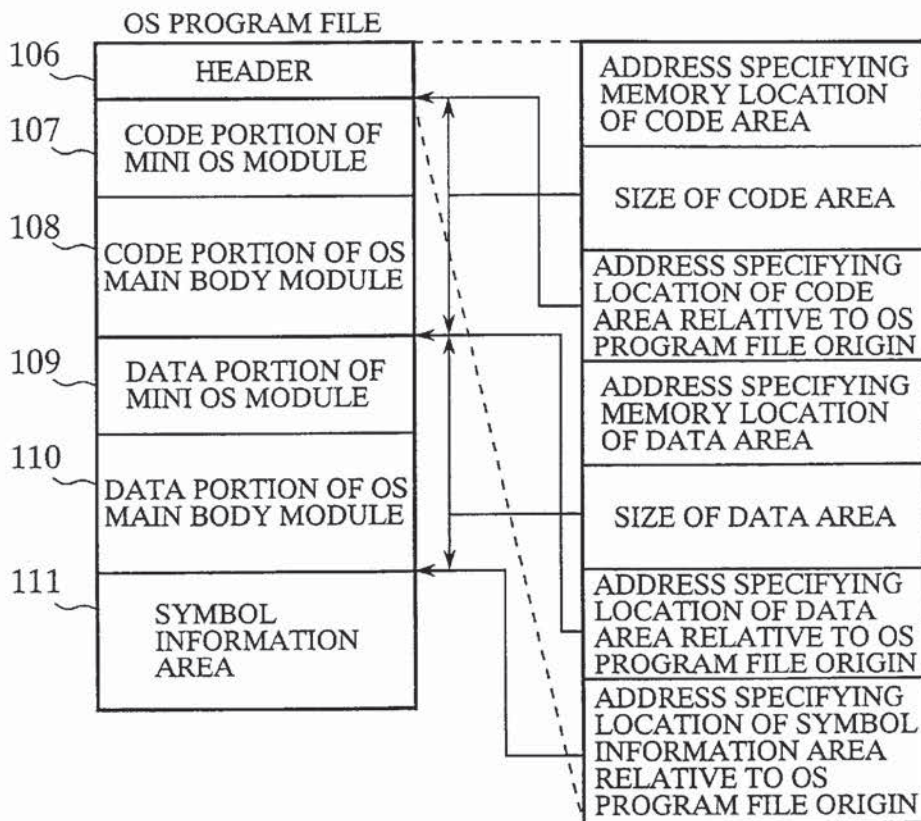 OS PROGRAM FILE
106
HEADER
107
CODE PORTION OF
MINI OS MODULE
108
CODE PORTION OF OS
MAIN BODY MODULE
109
DATA PORTION OF
MINI OS MODULE
110
DATA PORTION OF OS
MAIN BODY MODULE
111
SYMBOL
INFORMATION
AREA
ADDRESS SPECIFYING
MEMORY LOCATION
OF CODE AREA
SIZE OF CODE AREA
ADDRESS SPECIFYING
LOCATION OF CODE
AREA RELATIVE TO OS
PROGRAM FILE ORIGIN
ADDRESS SPECIFYING
MEMORY LOCATION
OF DATA AREA
SIZE OF DATA AREA
ADDRESS SPECIFYING
LOCATION OF DATA
AREA RELATIVE TO OS
PROGRAM FILE ORIGIN
ADDRESS SPECIFYING
LOCATION OF SYMBOL
INFORMATION AREA
RELATIVE TO OS
PROGRAM FILE ORIGIN